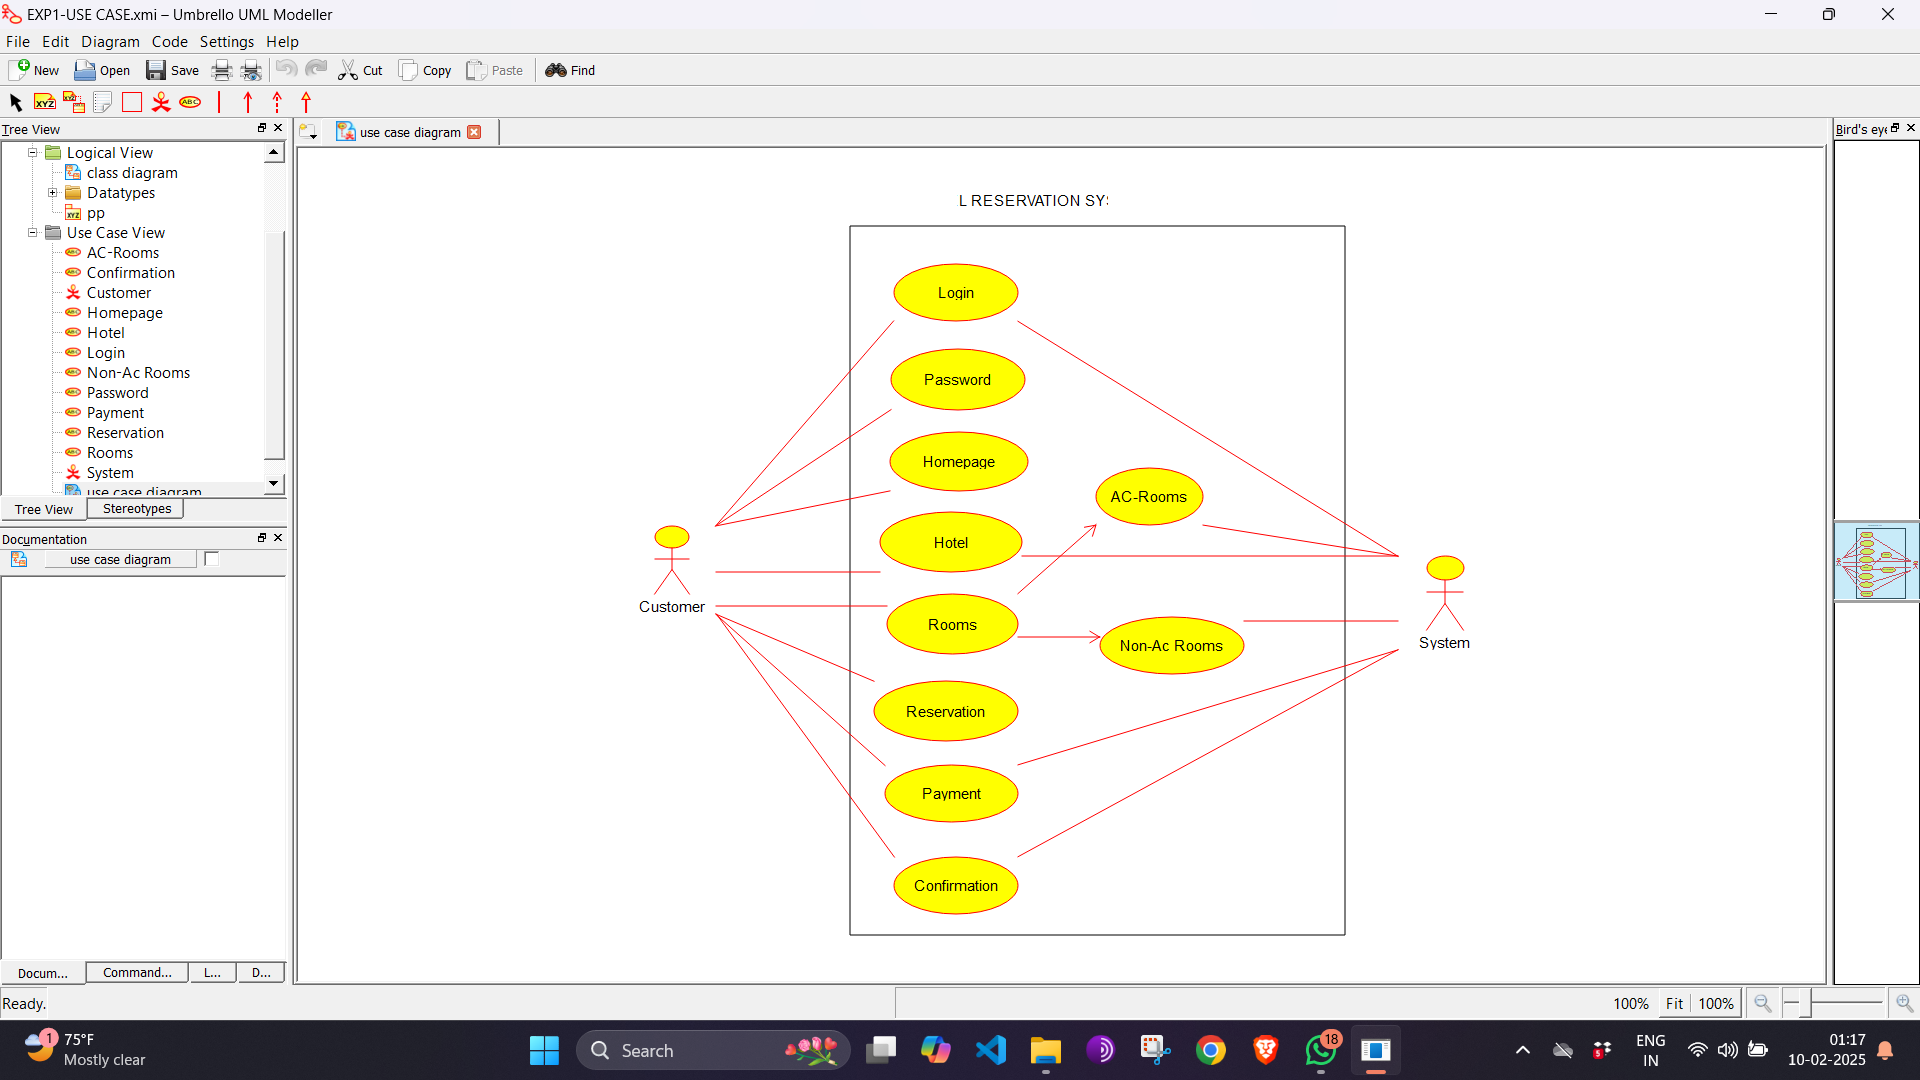 EXP1-USE CASE.xmi – Umbrello UML Modeller
File Edit Diagram Code Settings Help
New Open Save Cut Copy Paste Find
XYZ XYZ ABC
Tree View
use case diagram
Bird's eye
Logical View
class diagram
Datatypes
pp
Use Case View
AC-Rooms
Confirmation
Customer
Homepage
Hotel
Login
Non-Ac Rooms
Password
Payment
Reservation
Rooms
System
use case diagram
Tree View Stereotypes
Documentation
use case diagram
Docum... Command... L... D...
L RESERVATION SYS
Login
Password
Homepage
AC-Rooms
Hotel
Customer
Rooms
Non-Ac Rooms
System
Reservation
Payment
Confirmation
Ready.
100% Fit 100%
1
75°F
Mostly clear
Search
18
5
ENG
IN
01:17
10-02-2025